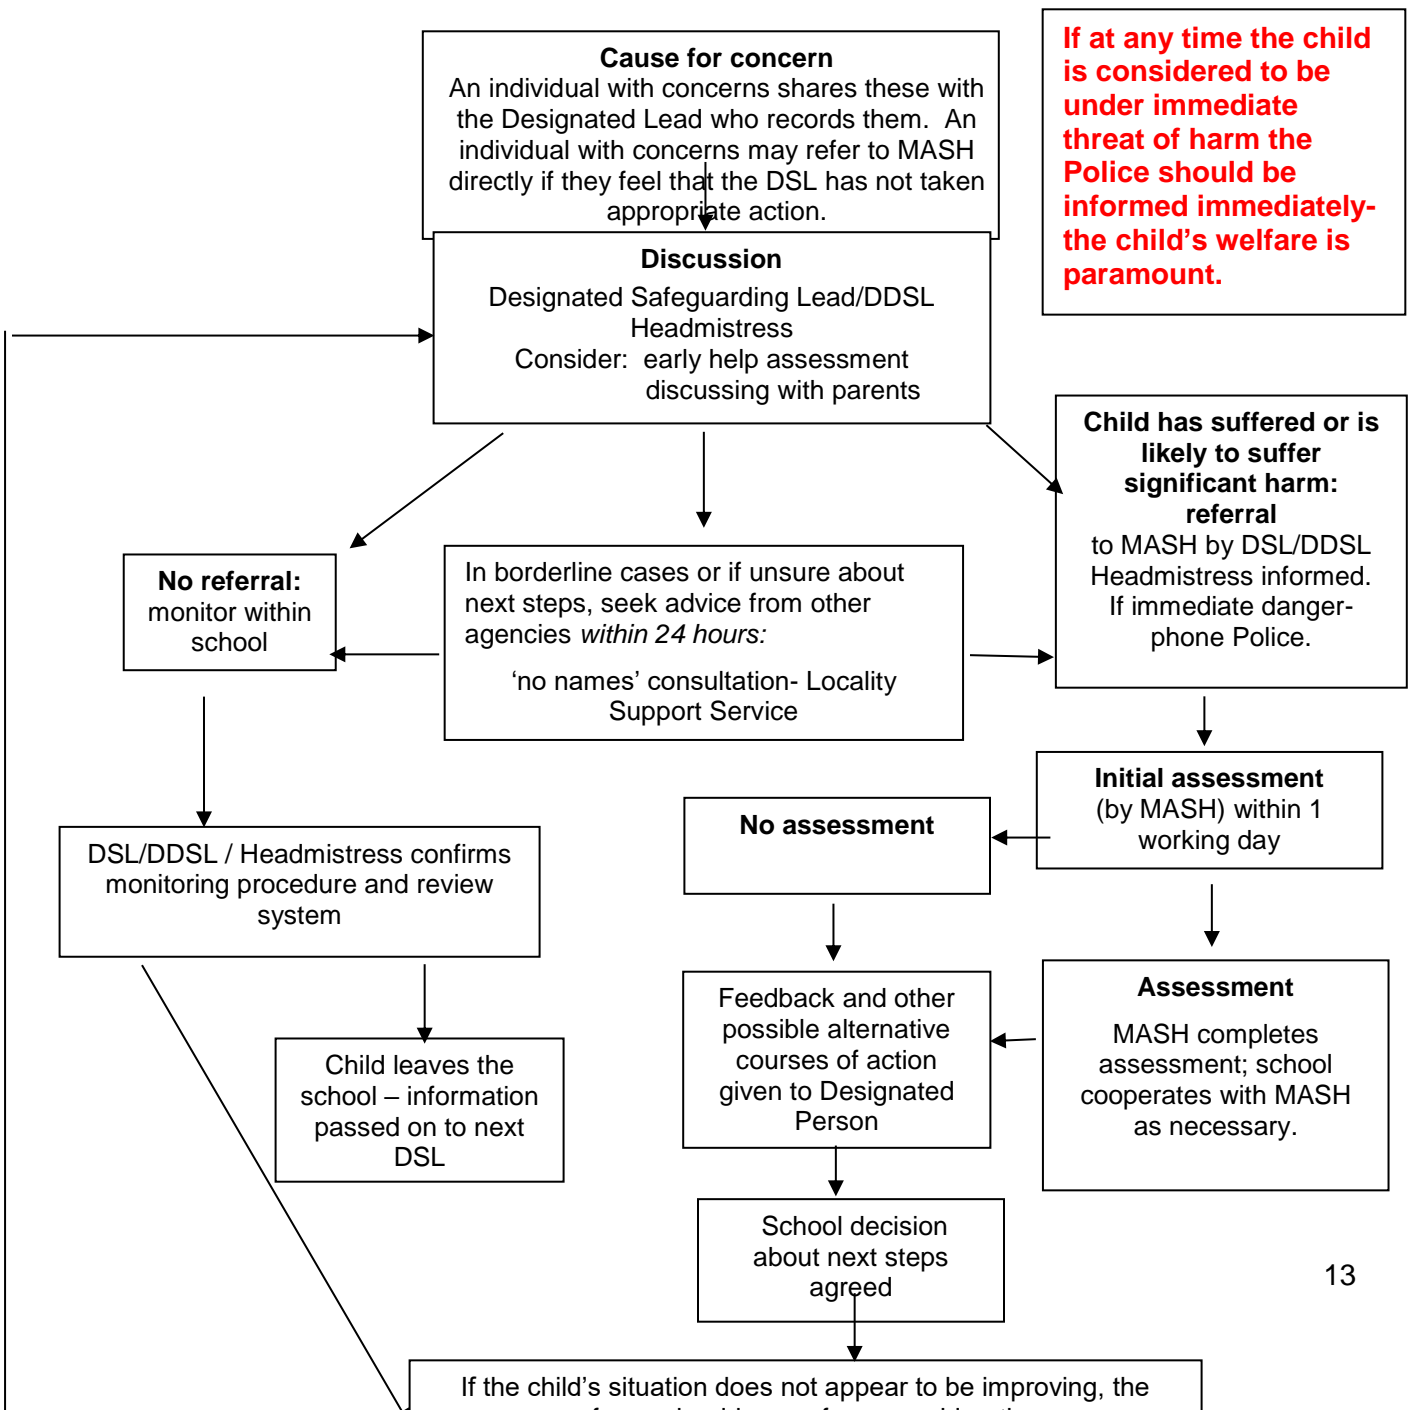 Cause for concern
An individual with concerns shares these with
the Designated Lead who records them. An
individual with concerns may refer to MASH
directly if they feel that the DSL has not taken
appropriate action.
If at any time the child
is considered to be
under immediate
threat of harm the
Police should be
informed immediately-
the child’s welfare is
paramount.
Discussion
Designated Safeguarding Lead/DDSL
Headmistress
Consider: early help assessment
discussing with parents
Child has suffered or is
likely to suffer
significant harm:
referral
to MASH by DSL/DDSL
Headmistress informed.
If immediate danger-
phone Police.
No referral:
monitor within
school
In borderline cases or if unsure about
next steps, seek advice from other
agencies within 24 hours:
‘no names’ consultation- Locality
Support Service
Initial assessment
(by MASH) within 1
working day
No assessment
DSL/DDSL / Headmistress confirms
monitoring procedure and review
system
Feedback and other
possible alternative
courses of action
given to Designated
Person
Assessment
MASH completes
assessment; school
cooperates with MASH
as necessary.
Child leaves the
school – information
passed on to next
DSL
School decision
about next steps
agreed
13
If the child’s situation does not appear to be improving, the